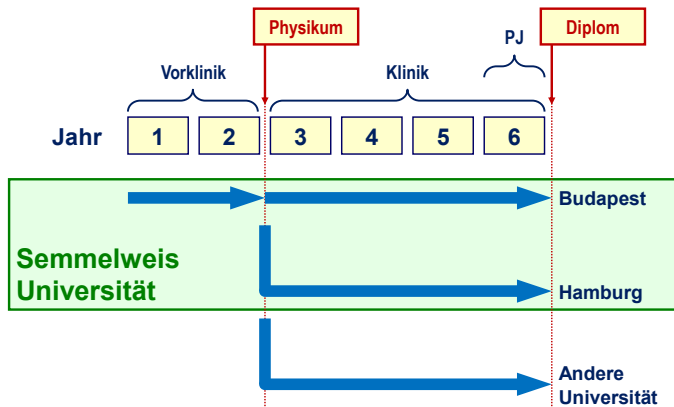 Physikum
Diplom
PJ
Vorklinik
Klinik
Jahr 1 2 3 4 5 6
Budapest
Semmelweis
Universität
Hamburg
Andere
Universität